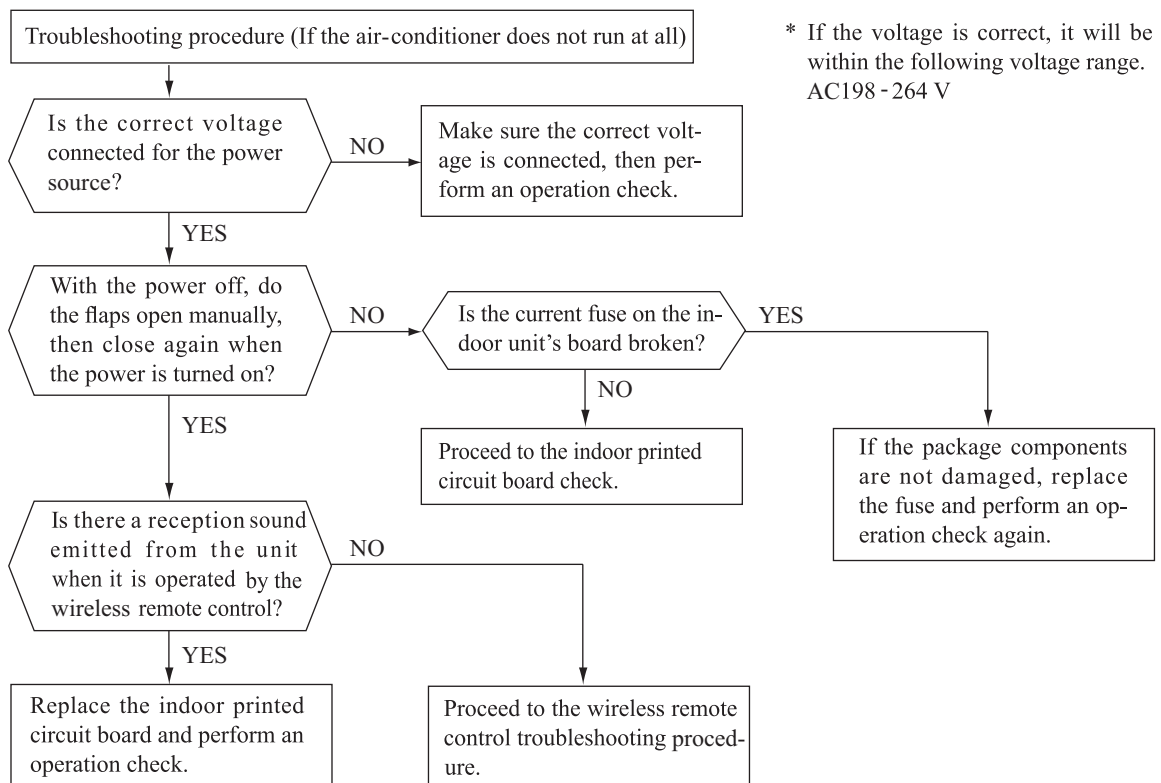 Troubleshooting procedure (If the air-conditioner does not run at all)
* If the voltage is correct, it will be
within the following voltage range.
AC198 - 264 V
Is the correct voltage
connected for the power
source?
NO
Make sure the correct volt-
age is connected, then per-
form an operation check.
YES
With the power off, do
the flaps open manually,
then close again when
the power is turned on?
NO
Is the current fuse on the in-
door unit's board broken?
YES
NO
YES
Proceed to the indoor printed
circuit board check.
If the package components
are not damaged, replace
the fuse and perform an op-
eration check again.
Is there a reception sound
emitted from the unit
when it is operated by the
wireless remote control?
NO
YES
Replace the indoor printed
circuit board and perform an
operation check.
Proceed to the wireless remote
control troubleshooting proced-
ure.